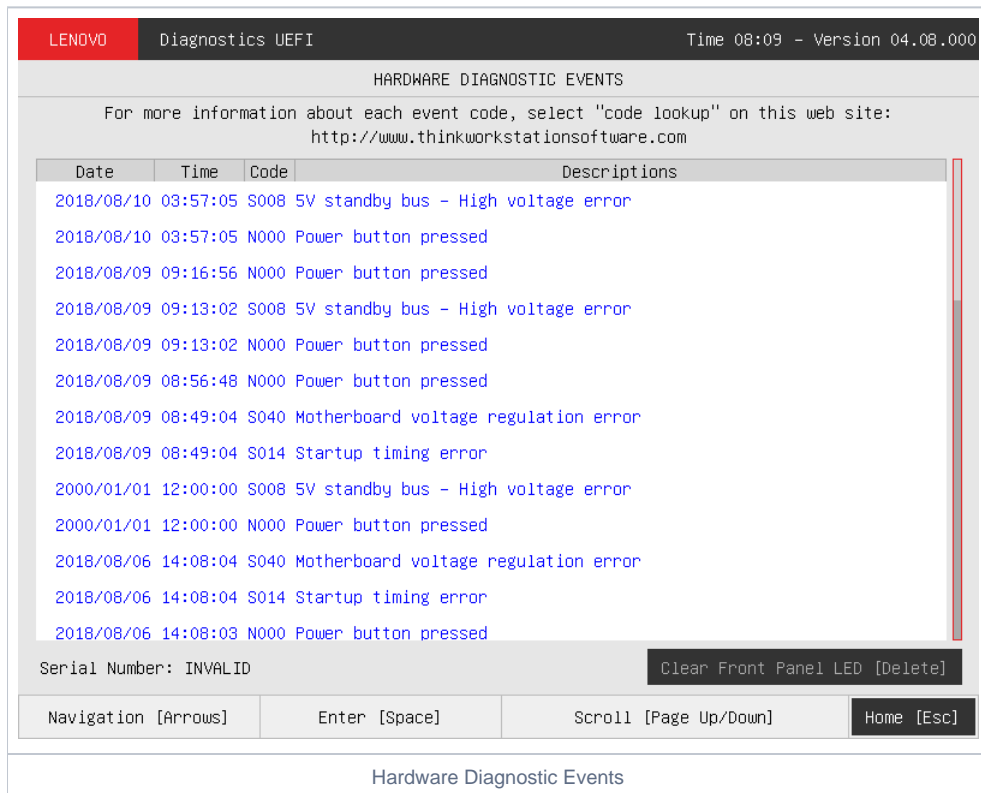 LENOVO Diagnostics UEFI Time 08:09 – Version 04.08.000
HARDWARE DIAGNOSTIC EVENTS
For more information about each event code, select "code lookup" on this web site:
http://www.thinkworkstationsoftware.com
Date Time Code Descriptions
2018/08/10 03:57:05 S008 5V standby bus – High voltage error
2018/08/10 03:57:05 N000 Power button pressed
2018/08/09 09:16:56 N000 Power button pressed
2018/08/09 09:13:02 S008 5V standby bus – High voltage error
2018/08/09 09:13:02 N000 Power button pressed
2018/08/09 08:56:48 N000 Power button pressed
2018/08/09 08:49:04 S040 Motherboard voltage regulation error
2018/08/09 08:49:04 S014 Startup timing error
2000/01/01 12:00:00 S008 5V standby bus – High voltage error
2000/01/01 12:00:00 N000 Power button pressed
2018/08/06 14:08:04 S040 Motherboard voltage regulation error
2018/08/06 14:08:04 S014 Startup timing error
2018/08/06 14:08:03 N000 Power button pressed
Serial Number: INVALID Clear Front Panel LED [Delete]
Navigation [Arrows] Enter [Space] Scroll [Page Up/Down] Home [Esc]
Hardware Diagnostic Events